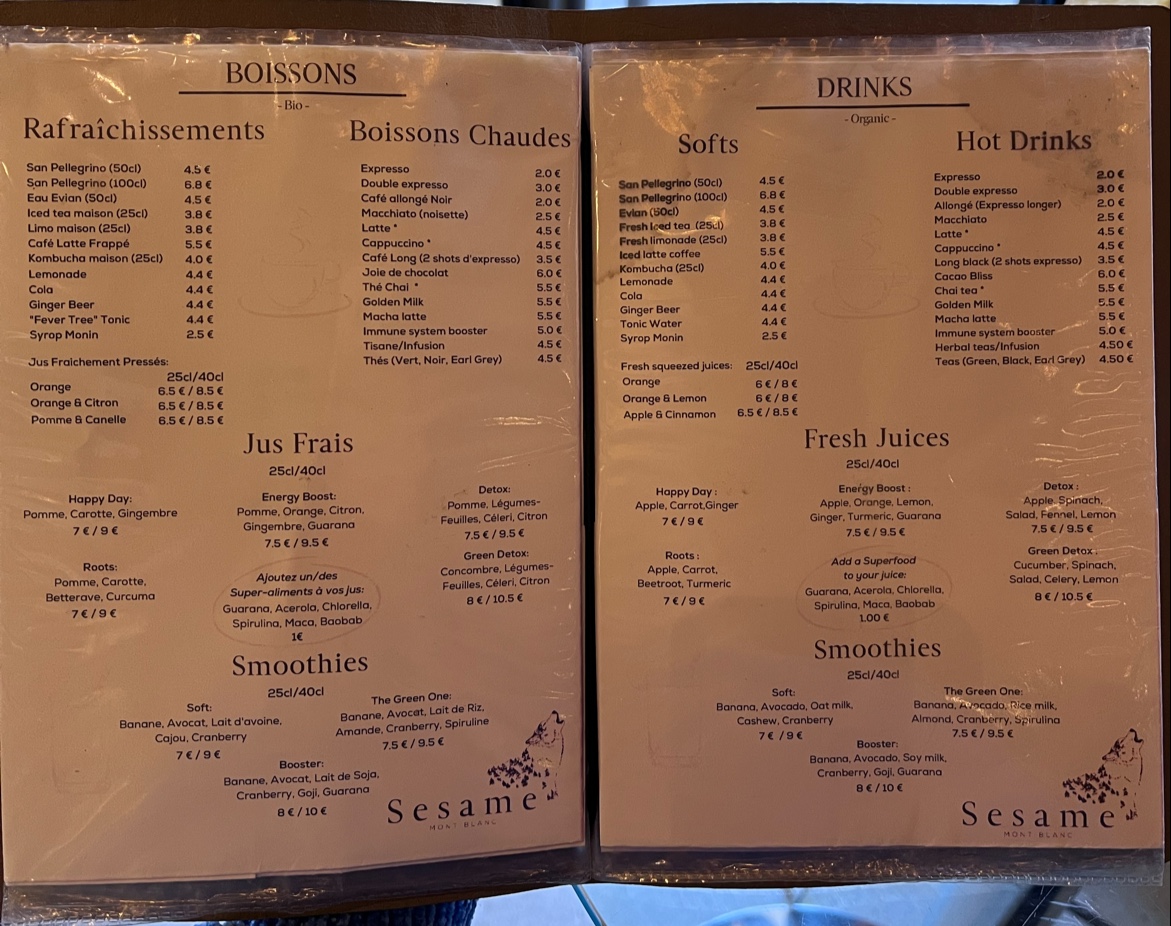 BOISSONS
- Bio -
Rafraîchissements
San Pellegrino (50cl) 4.5 €
San Pellegrino (100cl) 6.8 €
Eau Evian (50cl) 4.5 €
Iced tea maison (25cl) 3.8 €
Limo maison (25cl) 3.8 €
Café Latte Frappé 5.5 €
Kombucha maison (25cl) 4.0 €
Lemonade 4.4 €
Cola 4.4 €
Ginger Beer 4.4 €
"Fever Tree" Tonic 4.4 €
Syrop Monin 2.5 €
Jus Fraîchement Pressés:
25cl/40cl
Orange 6.5 € / 8.5 €
Orange & Citron 6.5 € / 8.5 €
Pomme & Canelle 6.5 € / 8.5 €
Boissons Chaudes
Expresso 2.0 €
Double expresso 3.0 €
Café allongé Noir 2.0 €
Macchiato (noisette) 2.5 €
Latte * 4.5 €
Cappuccino * 4.5 €
Café Long (2 shots d'expresso) 3.5 €
Joie de chocolat 6.0 €
Thé Chai * 5.5 €
Golden Milk 5.5 €
Macha latte 5.5 €
Immune system booster 5.0 €
Tisane/Infusion 4.5 €
Thés (Vert, Noir, Earl Grey) 4.5 €
Jus Frais
25cl/40cl
Happy Day:
Pomme, Carotte, Gingembre
7 € / 9 €
Energy Boost:
Pomme, Orange, Citron,
Gingembre, Guarana
7.5 € / 9.5 €
Detox:
Pomme, Légumes-
Feuilles, Céleri, Citron
7.5 € / 9.5 €
Roots:
Pomme, Carotte,
Betterave, Curcuma
7 € / 9 €
Ajoutez un/des
Super-aliments à vos jus:
Guarana, Acerola, Chlorella,
Spirulina, Maca, Baobab
1€
Green Detox:
Concombre, Légumes-
Feuilles, Céleri, Citron
8 € / 10.5 €
Smoothies
25cl/40cl
Soft:
Banane, Avocat, Lait d'avoine,
Cajou, Cranberry
7 € / 9 €
The Green One:
Banane, Avocat, Lait de Riz,
Amande, Cranberry, Spiruline
7.5 € / 9.5 €
Booster:
Banane, Avocat, Lait de Soja,
Cranberry, Goji, Guarana
8 € / 10 €
Sesame
MONT BLANC
DRINKS
- Organic -
Softs
San Pellegrino (50cl) 4.5 €
San Pellegrino (100cl) 6.8 €
Evian (50cl) 4.5 €
Fresh Iced tea (25cl) 3.8 €
Fresh limonade (25cl) 3.8 €
Iced latte coffee 5.5 €
Kombucha (25cl) 4.0 €
Lemonade 4.4 €
Cola 4.4 €
Ginger Beer 4.4 €
Tonic Water 4.4 €
Syrop Monin 2.5 €
Fresh squeezed juices: 25cl/40cl
Orange 6 € / 8 €
Orange & Lemon 6 € / 8 €
Apple & Cinnamon 6.5 € / 8.5 €
Hot Drinks
Expresso 2.0 €
Double expresso 3.0 €
Allongé (Expresso longer) 2.0 €
Macchiato 2.5 €
Latte * 4.5 €
Cappuccino * 4.5 €
Long black (2 shots expresso) 3.5 €
Cacao Bliss 6.0 €
Chai tea * 5.5 €
Golden Milk 5.5 €
Macha latte 5.5 €
Immune system booster 5.0 €
Herbal teas/Infusion 4.50 €
Teas (Green, Black, Earl Grey) 4.50 €
Fresh Juices
25cl/40cl
Happy Day :
Apple, Carrot,Ginger
7 € / 9 €
Energy Boost :
Apple, Orange, Lemon,
Ginger, Turmeric, Guarana
7.5 € / 9.5 €
Detox :
Apple, Spinach,
Salad, Fennel, Lemon
7.5 € / 9.5 €
Roots :
Apple, Carrot,
Beetroot, Turmeric
7 € / 9 €
Add a Superfood
to your juice:
Guarana, Acerola, Chlorella,
Spirulina, Maca, Baobab
1.00 €
Green Detox :
Cucumber, Spinach,
Salad, Celery, Lemon
8 € / 10.5 €
Smoothies
25cl/40cl
Soft:
Banana, Avocado, Oat milk,
Cashew, Cranberry
7 € / 9 €
The Green One:
Banana, Avocado, Rice milk,
Almond, Cranberry, Spirulina
7.5 € / 9.5 €
Booster:
Banana, Avocado, Soy milk,
Cranberry, Goji, Guarana
8 € / 10 €
Sesame
MONT BLANC